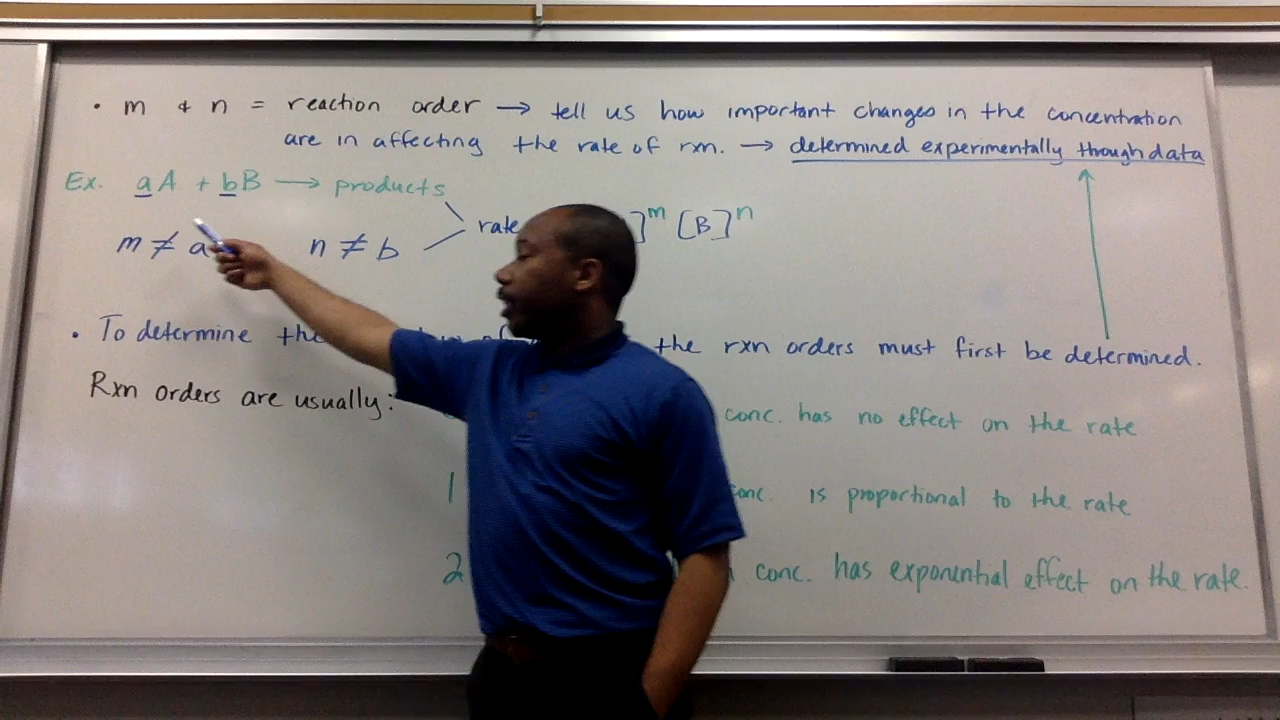 • m & n = reaction order → tell us how important changes in the concentration
are in affecting the rate of rxn. → determined experimentally through data
Ex. aA + bB → products
rate ]ᵐ [B]ⁿ
m ≠ a n ≠ b
• To determine the of the rxn orders must first be determined.
Rxn orders are usually:
conc. has no effect on the rate
1 conc. is proportional to the rate
2 conc. has exponential effect on the rate.